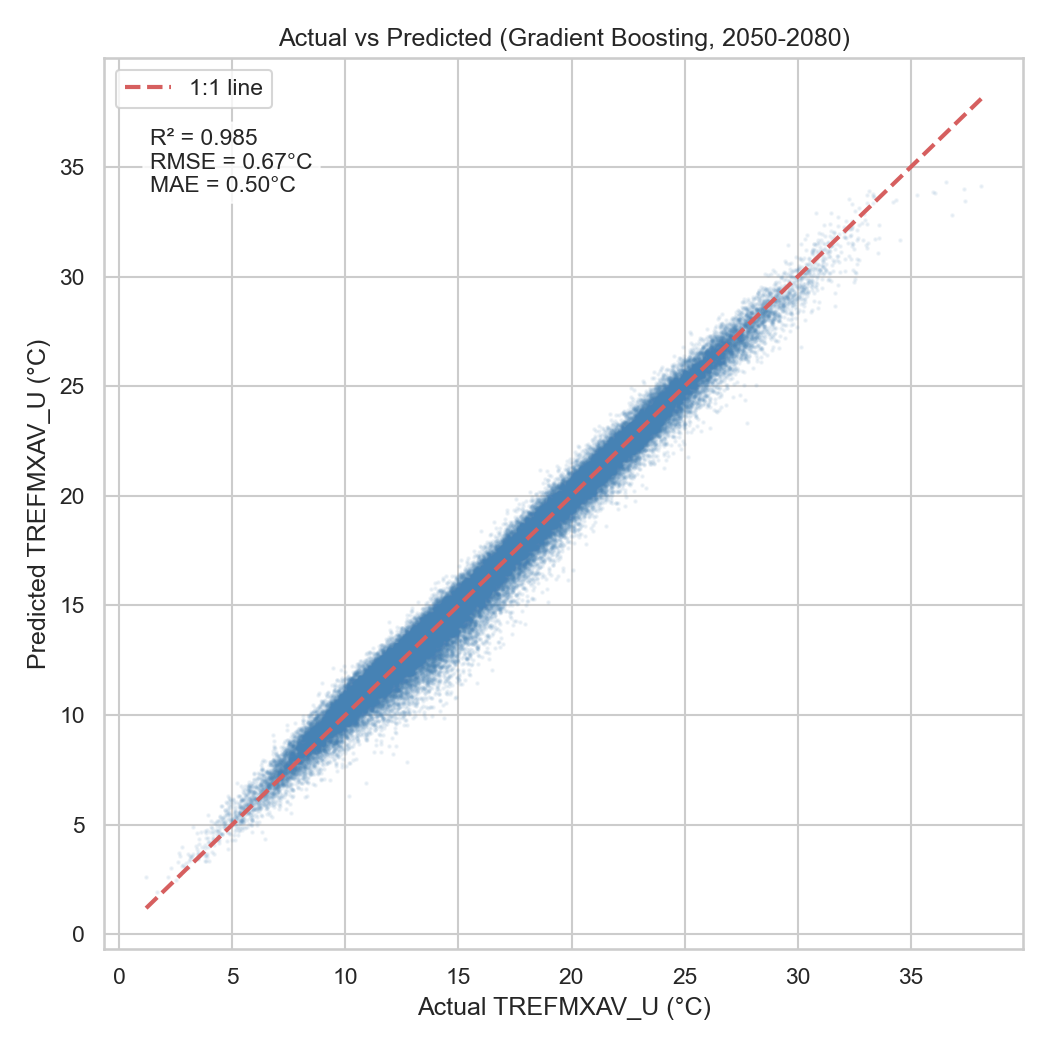 Actual vs Predicted (Gradient Boosting, 2050-2080)
1:1 line
R² = 0.985
RMSE = 0.67°C
MAE = 0.50°C
Predicted TREFMXAV_U (°C)
35
30
25
20
15
10
5
0
0 5 10 15 20 25 30 35
Actual TREFMXAV_U (°C)